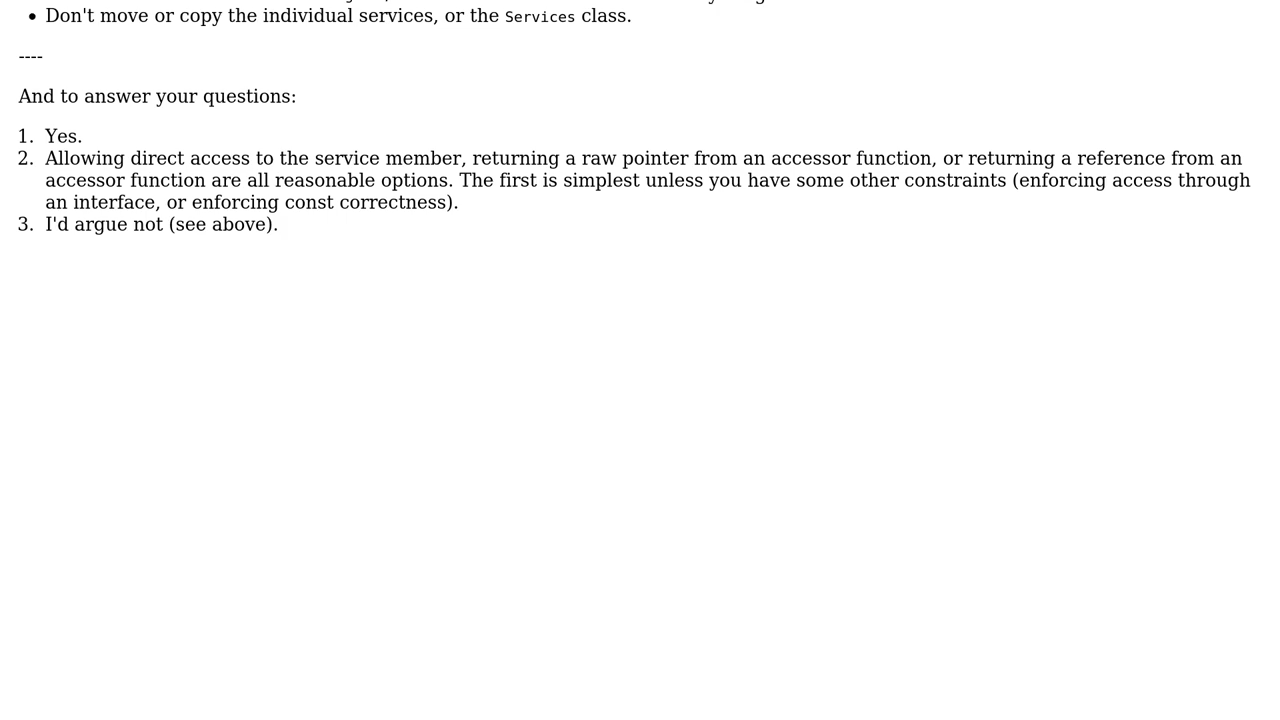 • Don't move or copy the individual services, or the Services class.
----
And to answer your questions:
1. Yes.
2. Allowing direct access to the service member, returning a raw pointer from an accessor function, or returning a reference from an
accessor function are all reasonable options. The first is simplest unless you have some other constraints (enforcing access through
an interface, or enforcing const correctness).
3. I'd argue not (see above).